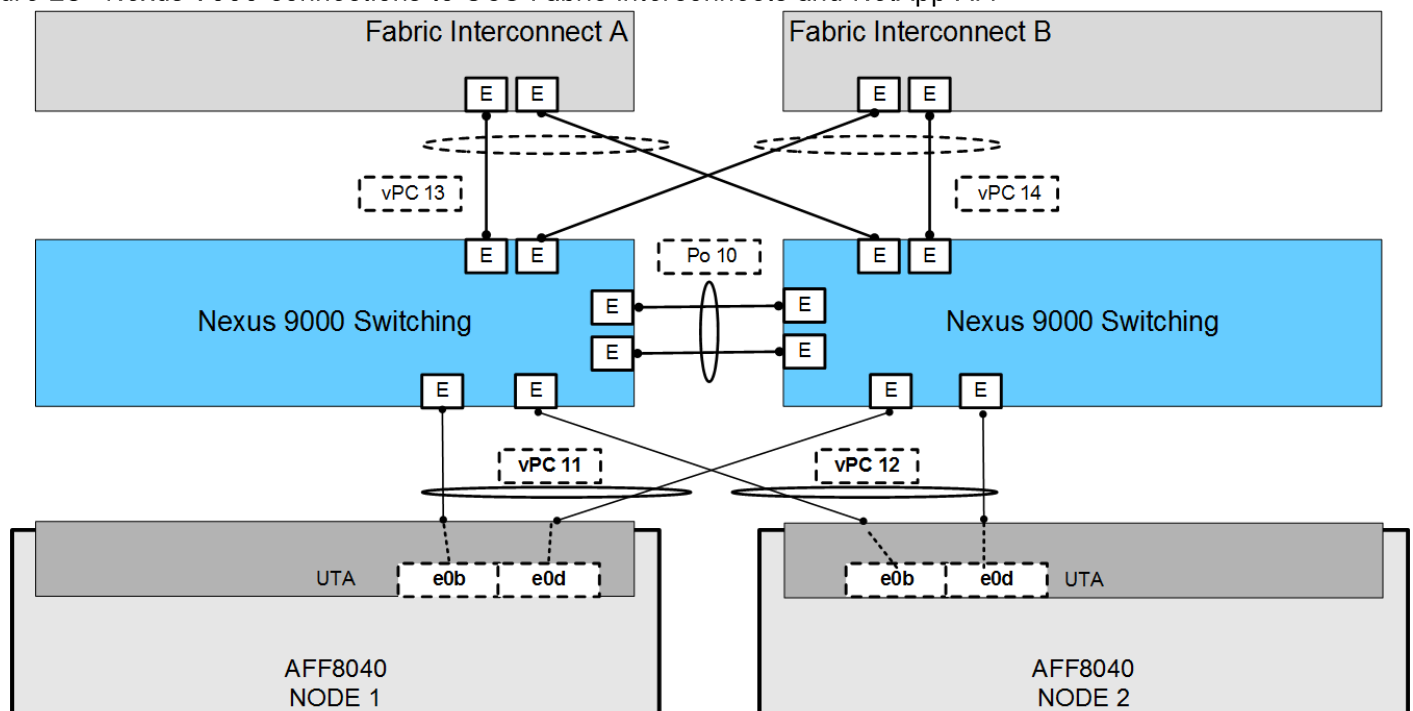 Fabric Interconnect A
Fabric Interconnect B
E E
E E
vPC 13
vPC 14
E E
Po 10
E E
Nexus 9000 Switching
E
E
Nexus 9000 Switching
E
E
E E
E E
vPC 11
vPC 12
UTA
e0b
e0d
e0b
e0d
UTA
AFF8040
NODE 1
AFF8040
NODE 2